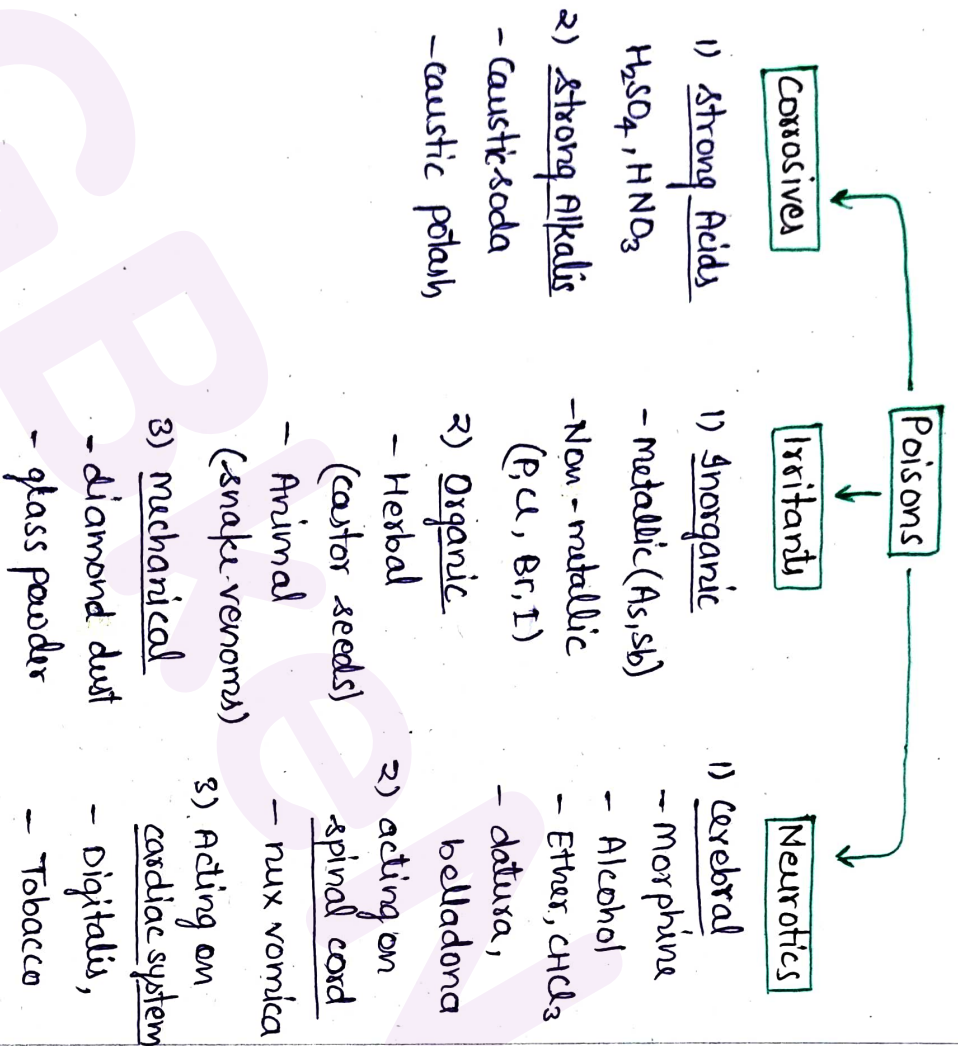 Poisons
Corrosives
1) Strong Acids
H₂SO₄, HNO₃
2) Strong Alkalis
- Caustic soda
- caustic potash
Irritants
1) Inorganic
- Metallic (As, Sb)
- Non-metallic
(P, Cl, Br, I)
2) Organic
- Herbal
(castor seeds)
- Animal
(snake-venoms)
3) Mechanical
- diamond dust
- glass powder
Neurotics
1) Cerebral
- Morphine
- Alcohol
- Ether, CHCl₃
- datura,
belladona
2) acting on
spinal cord
- nux vomica
3) Acting on
cardiac system
- Digitalis,
- Tobacco